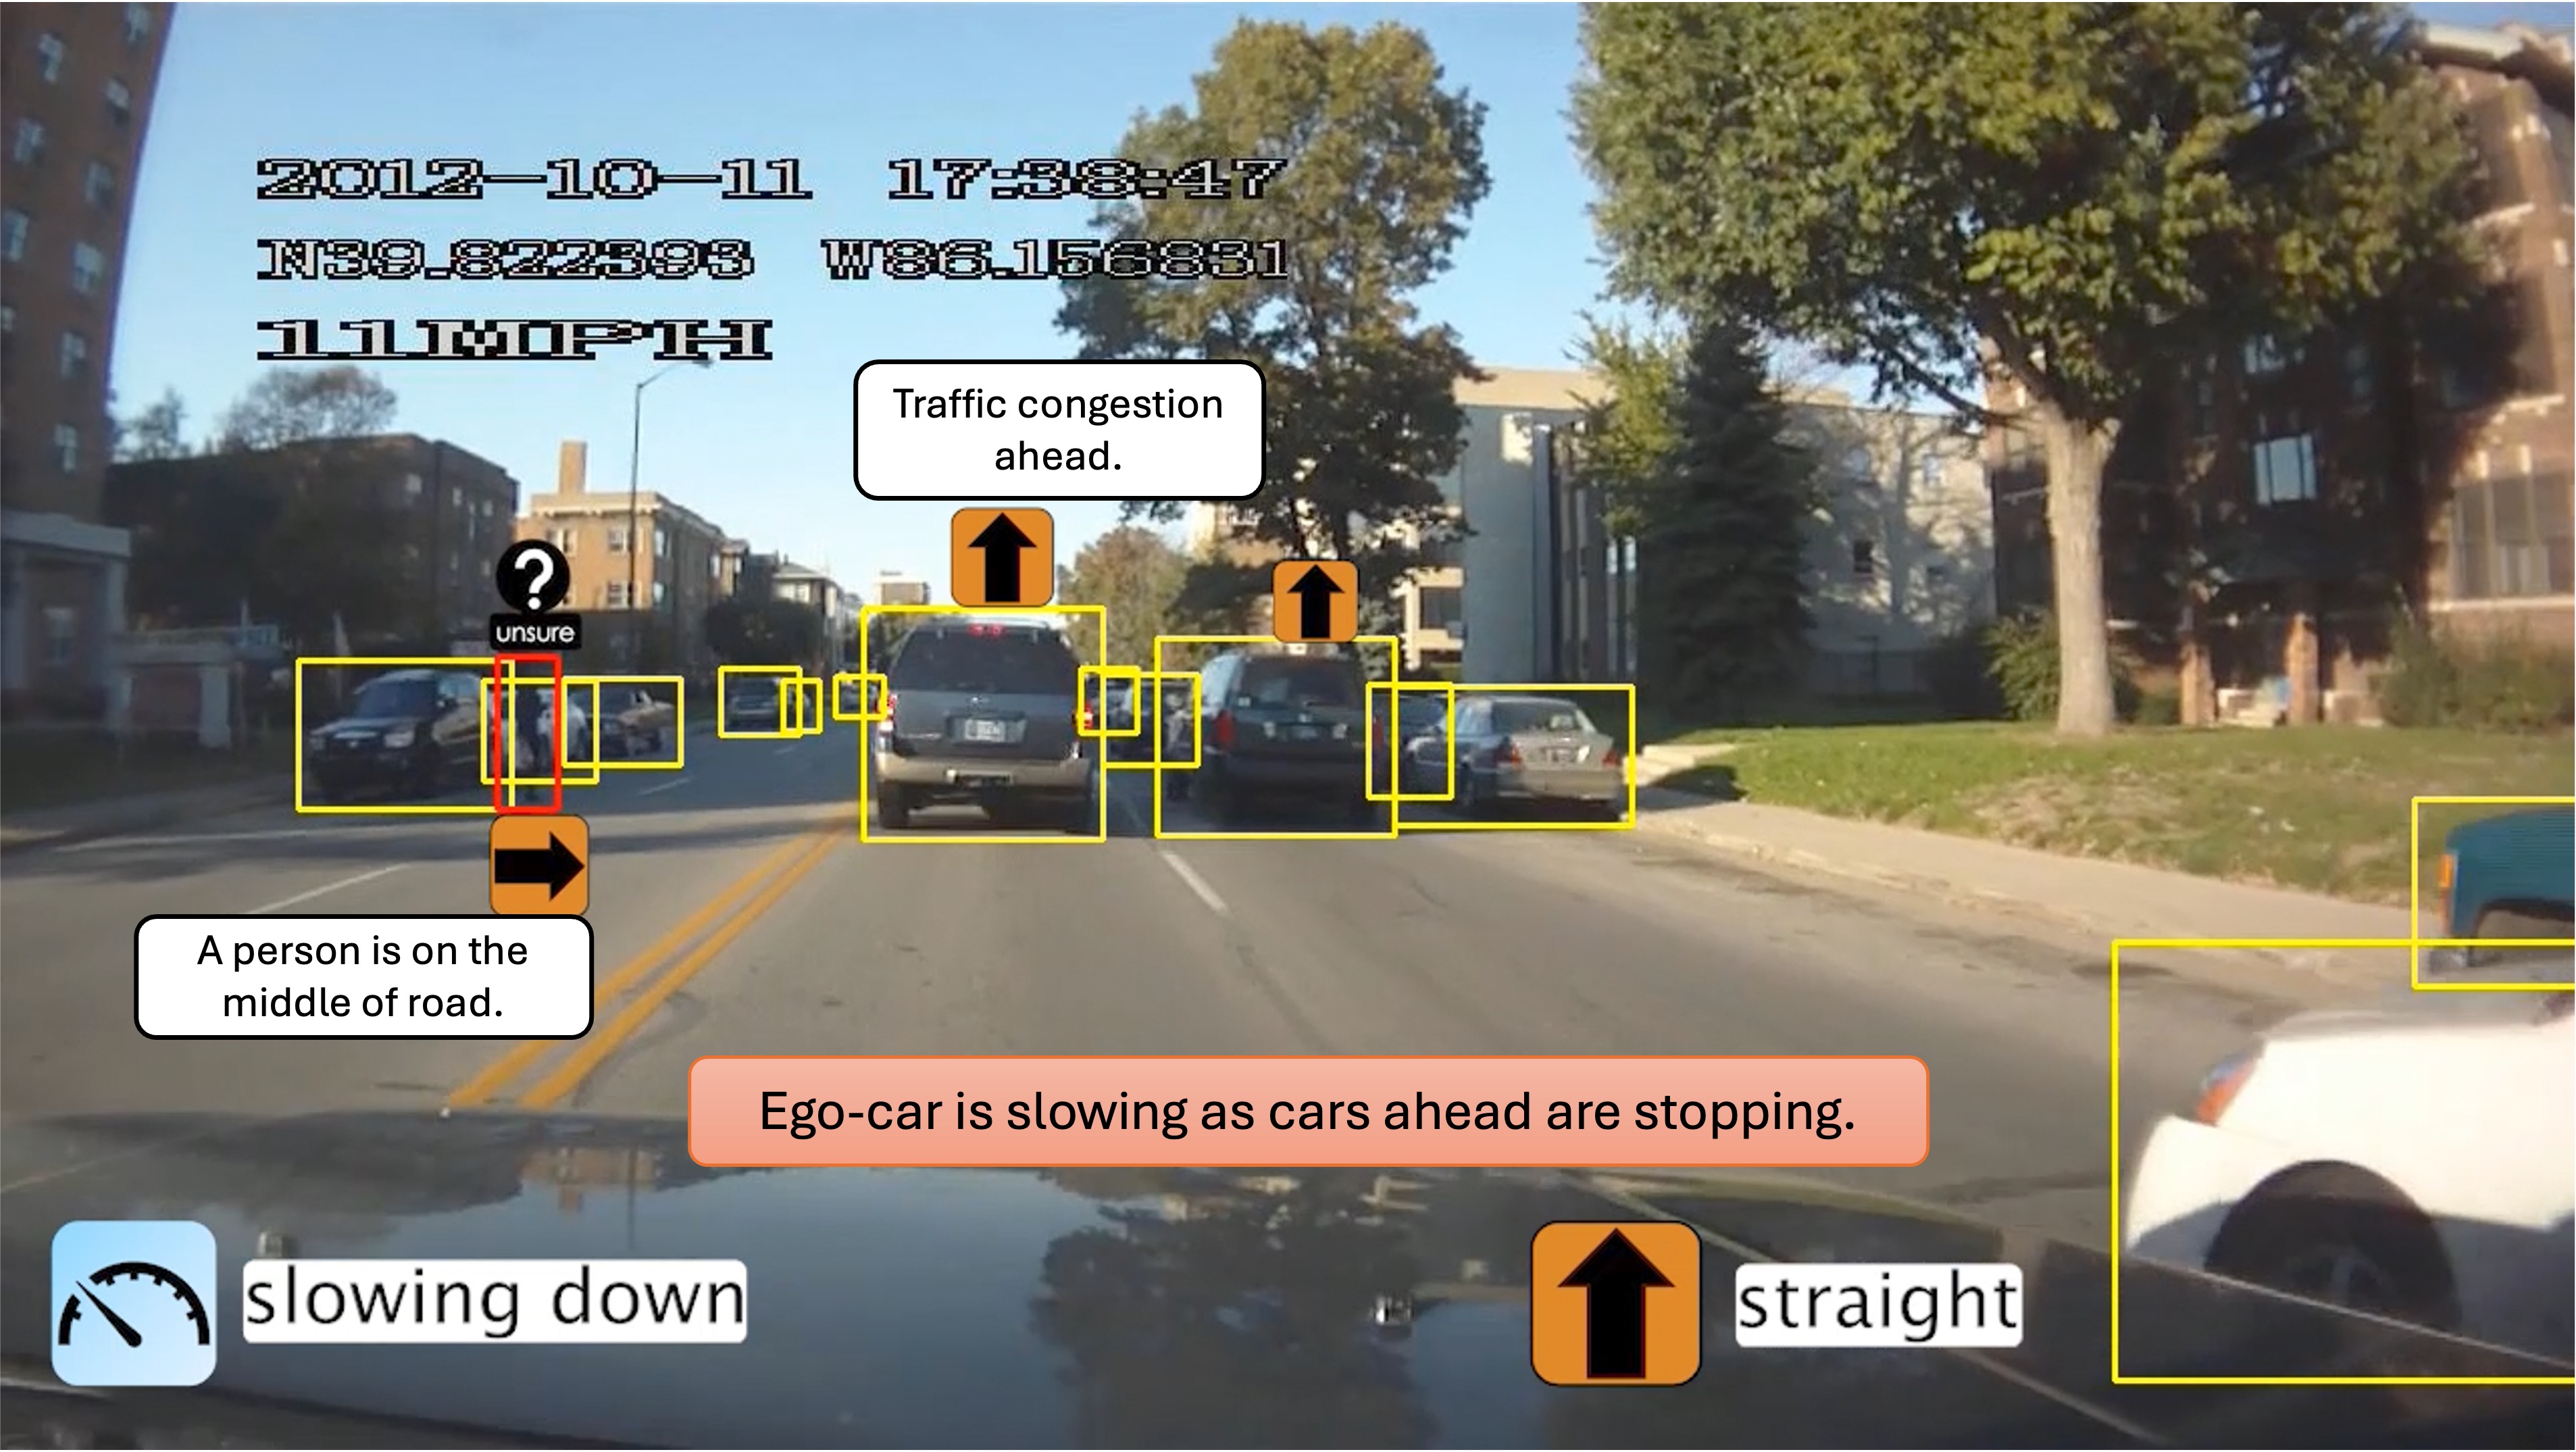 2012-10-11 17:38:47
N39.822393 W86.156831
11MPH
Traffic congestion
ahead.
?
unsure
A person is on the
middle of road.
Ego-car is slowing as cars ahead are stopping.
slowing down
straight